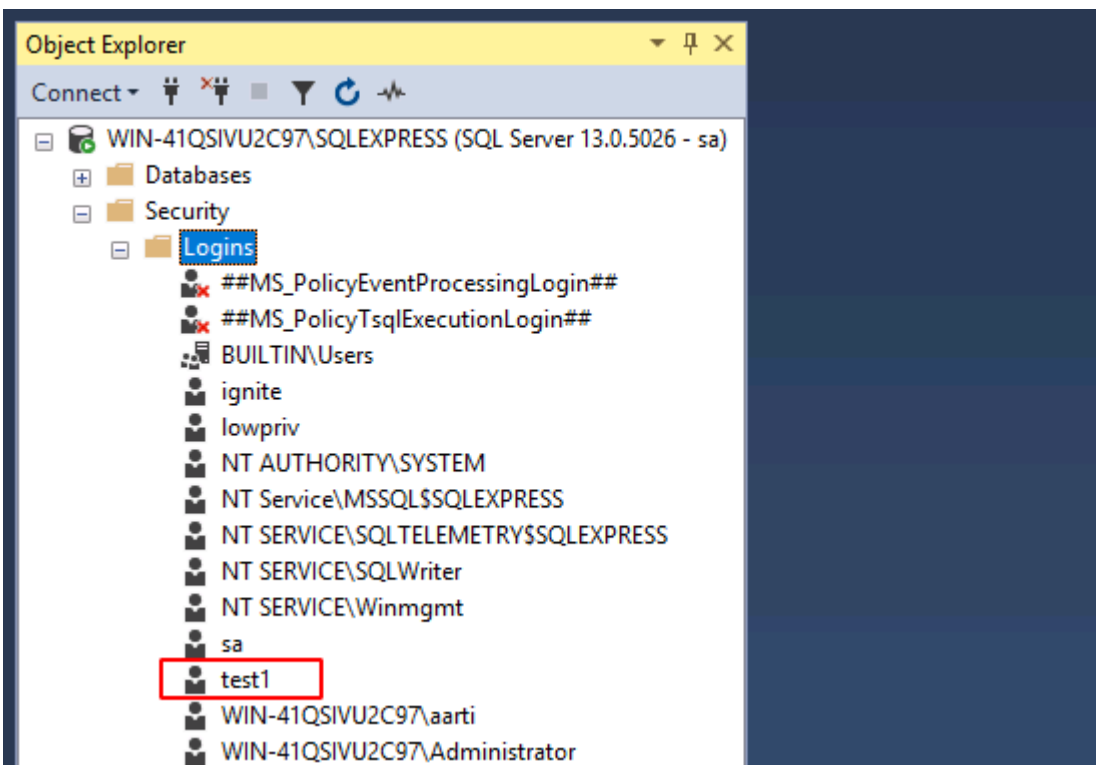 Object Explorer
Connect
WIN-41QSIVU2C97\SQLEXPRESS (SQL Server 13.0.5026 - sa)
Databases
Security
Logins
##MS_PolicyEventProcessingLogin##
##MS_PolicyTsqlExecutionLogin##
BUILTIN\Users
ignite
lowpriv
NT AUTHORITY\SYSTEM
NT Service\MSSQL$SQLEXPRESS
NT SERVICE\SQLTELEMETRY$SQLEXPRESS
NT SERVICE\SQLWriter
NT SERVICE\Winmgmt
sa
test1
WIN-41QSIVU2C97\aarti
WIN-41QSIVU2C97\Administrator